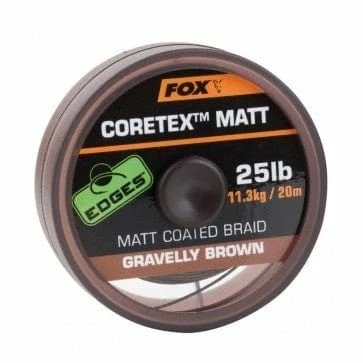 FOX
CORETEX™ MATT
25lb
11.3kg / 20m
EDGES
MATT COATED BRAID
GRAVELLY BROWN